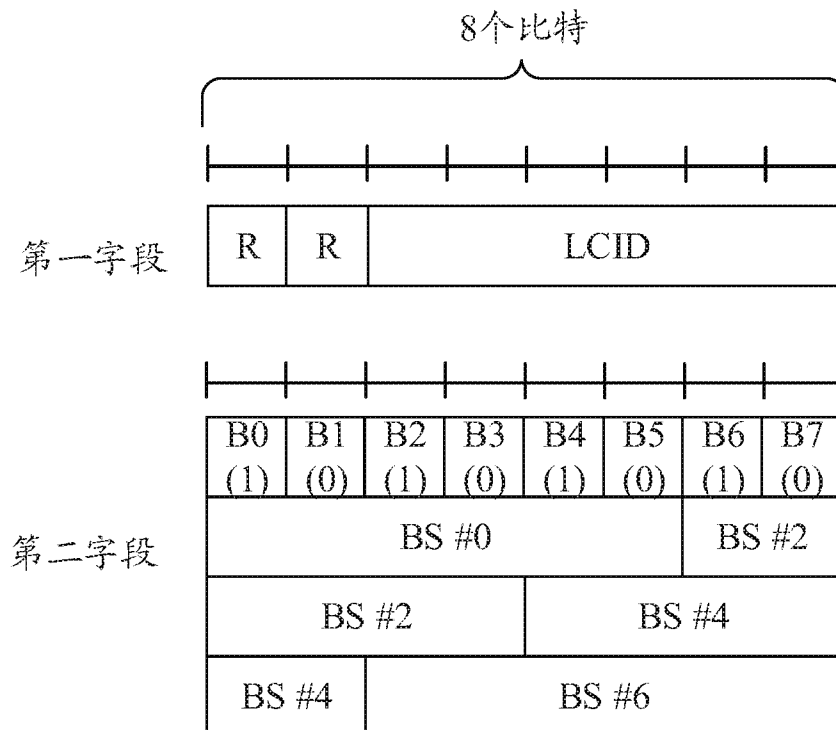 8个比特
第一字段 R R LCID
B0 B1 B2 B3 B4 B5 B6 B7
(1) (0) (1) (0) (1) (0) (1) (0)
第二字段
BS #0 BS #2
BS #2 BS #4
BS #4 BS #6